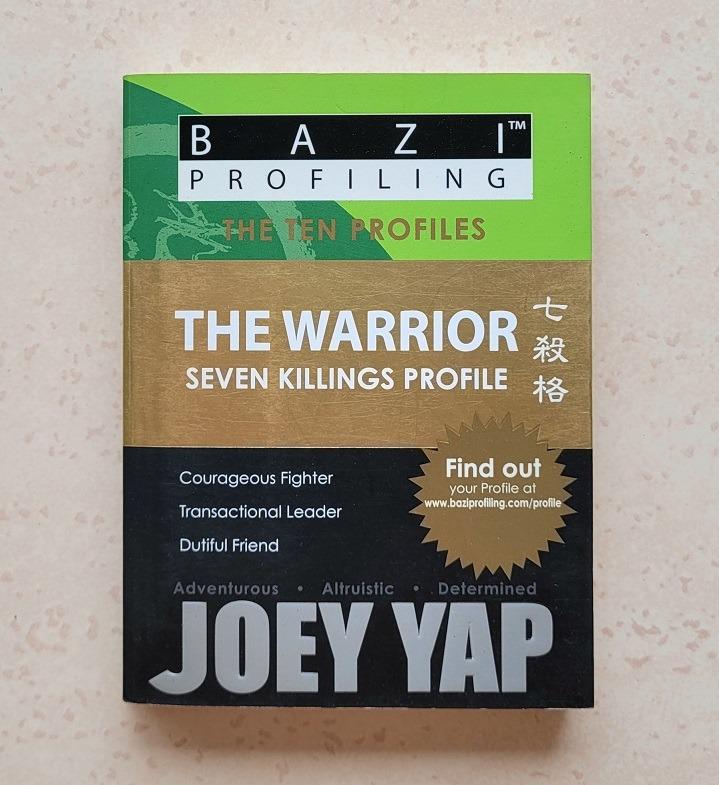 BAZI™
PROFILING
THE TEN PROFILES
THE WARRIOR
SEVEN KILLINGS PROFILE
七殺格
Courageous Fighter
Transactional Leader
Dutiful Friend
Find out
your Profile at
www.baziprofiling.com/profile
Adventurous • Altruistic • Determined
JOEY YAP